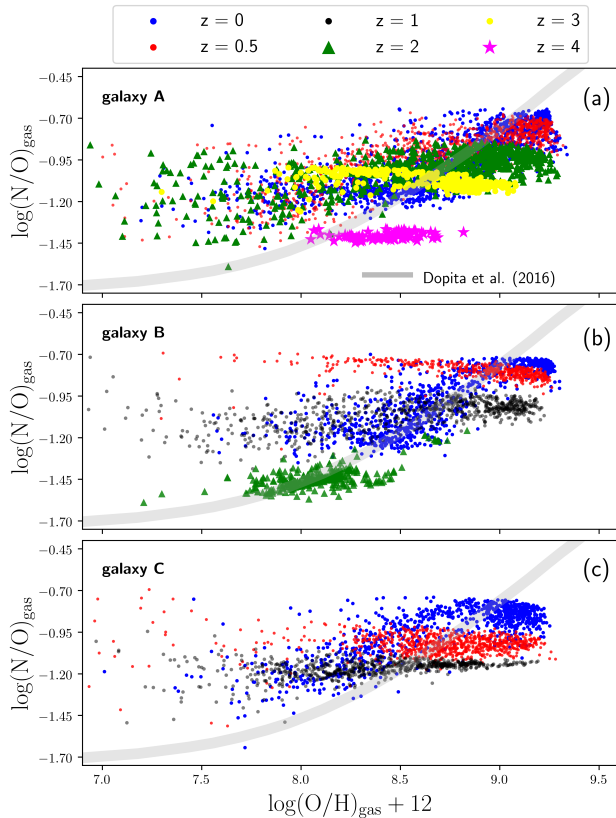 z = 0 z = 1 z = 3
z = 0.5 z = 2 z = 4
−0.45
galaxy A (a)
−0.70
−0.95
−1.20
−1.45
−1.70
log(N/O)gas
Dopita et al. (2016)
−0.45
galaxy B (b)
−0.70
−0.95
−1.20
−1.45
−1.70
log(N/O)gas
−0.45
galaxy C (c)
−0.70
−0.95
−1.20
−1.45
−1.70
log(N/O)gas
7.0 7.5 8.0 8.5 9.0 9.5
log(O/H)gas + 12